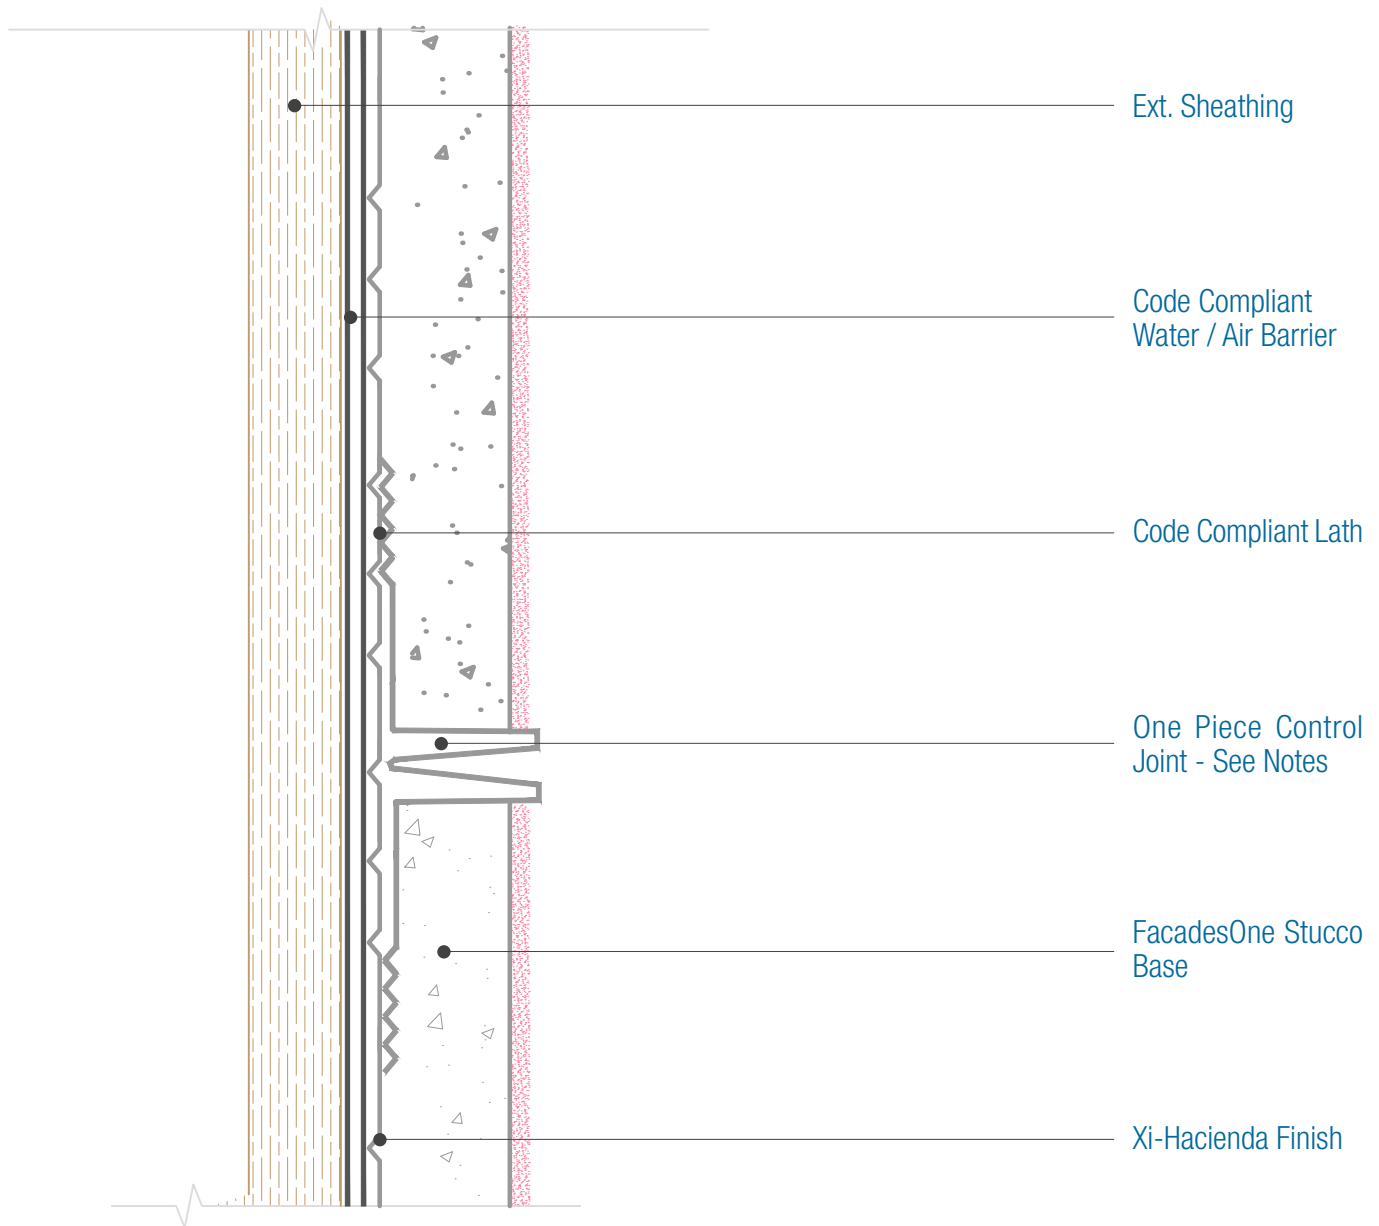 Ext. Sheathing
Code Compliant
Water / Air Barrier
Code Compliant Lath
One Piece Control
Joint - See Notes
FacadesOne Stucco
Base
Xi-Hacienda Finish